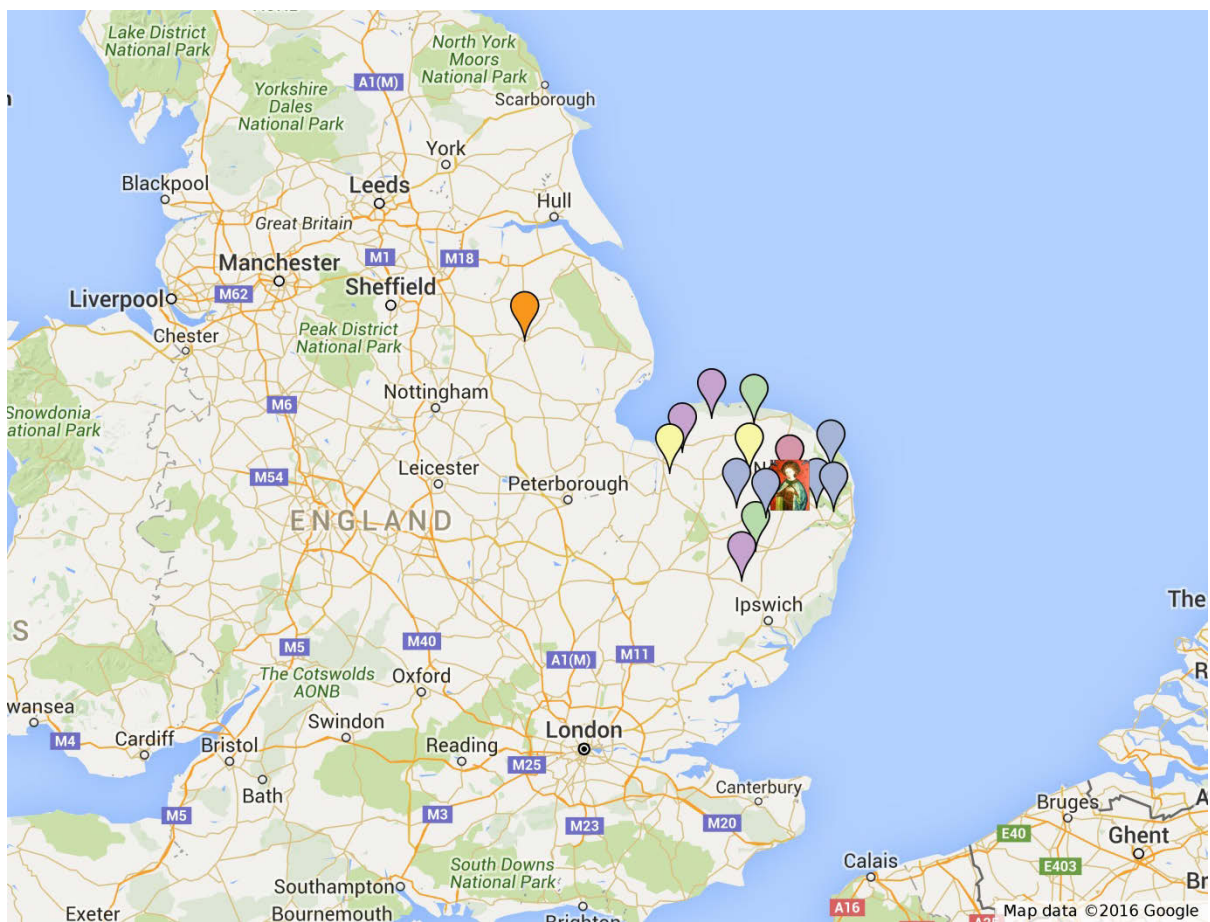 Lake District
National Park
North York
Moors
National Park
A1(M)
Scarborough
Yorkshire
Dales
National Park
York
Blackpool
Leeds
Hull
Great Britain
M1
M18
Manchester
Liverpool
M62
Sheffield
Chester
Peak District
National Park
Nottingham
Snowdonia
National Park
M6
M54
Leicester
Peterborough
ENGLAND
Ipswich
The
S
M5
M40
A1(M)
M11
The Cotswolds
AONB
Oxford
R
wansea
Swindon
London
M4
Cardiff
Bristol
Reading
M25
Bath
Canterbury
M5
M3
M23
M20
Bruges
A
E40
Ghent
South Downs
National Park
Calais
E403
Southampton
Br
Exeter
Bournemouth
Brighton
A16
Map data ©2016 Google